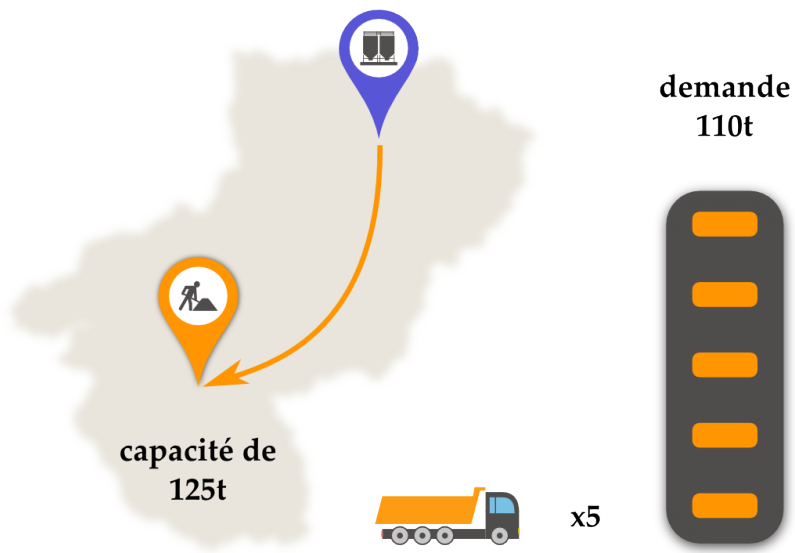 demande
110t
capacité de
125t
x5